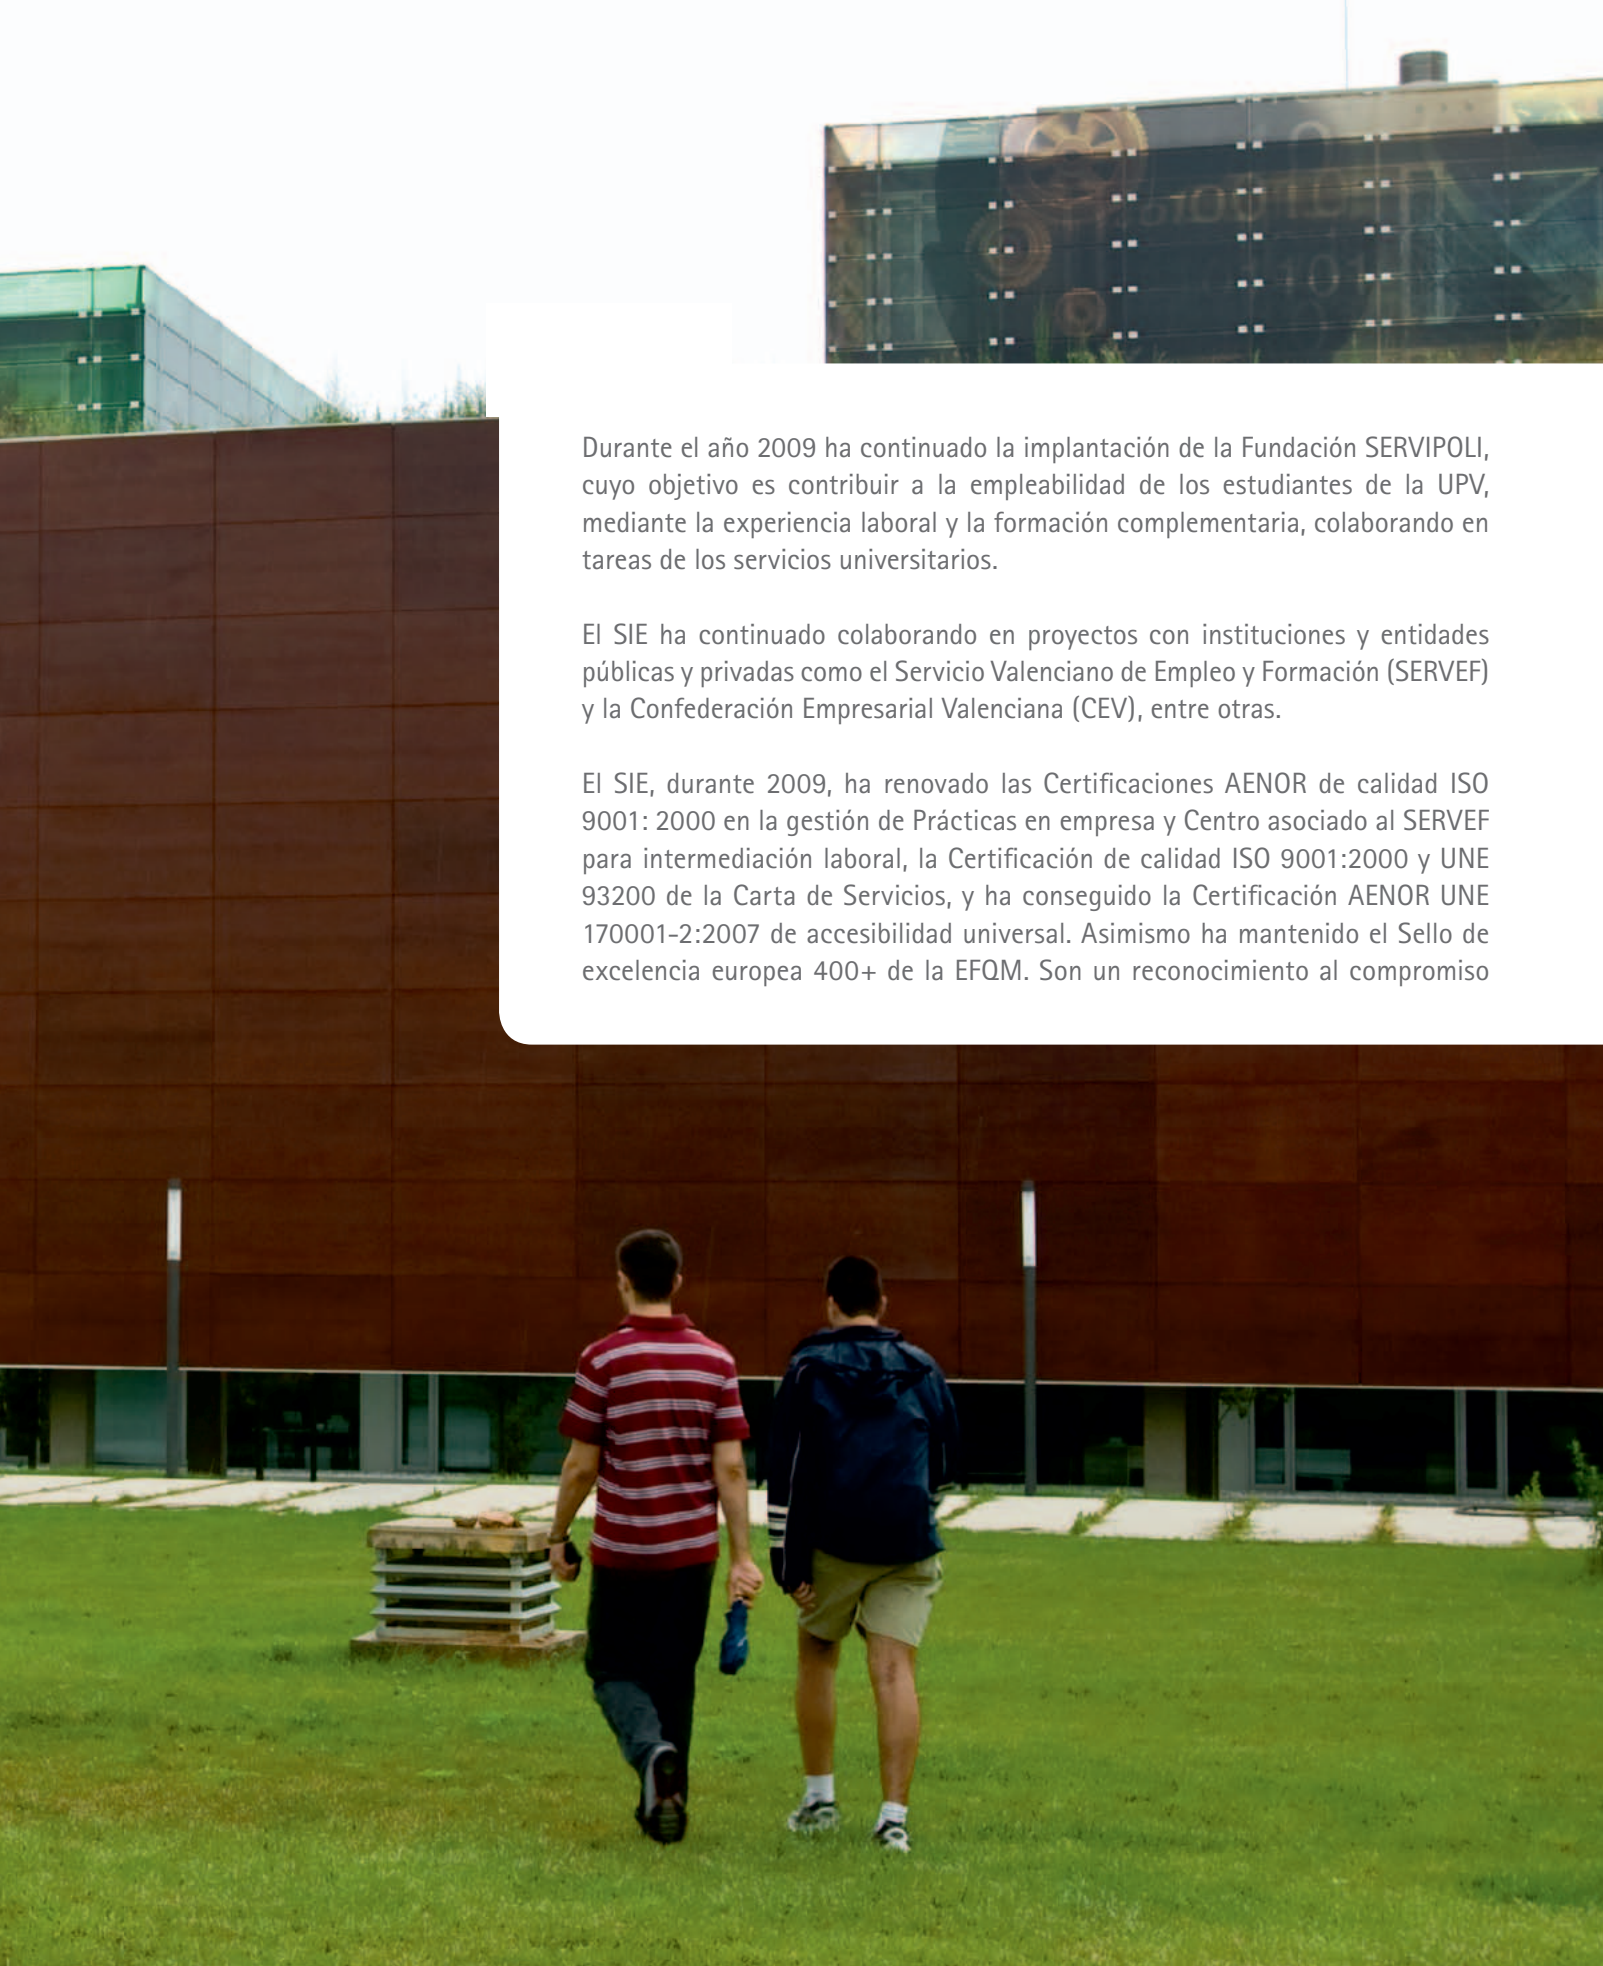 Durante el año 2009 ha continuado la implantación de la Fundación SERVIPOLI,
cuyo objetivo es contribuir a la empleabilidad de los estudiantes de la UPV,
mediante la experiencia laboral y la formación complementaria, colaborando en
tareas de los servicios universitarios.
El SIE ha continuado colaborando en proyectos con instituciones y entidades
públicas y privadas como el Servicio Valenciano de Empleo y Formación (SERVEF)
y la Confederación Empresarial Valenciana (CEV), entre otras.
El SIE, durante 2009, ha renovado las Certificaciones AENOR de calidad ISO
9001: 2000 en la gestión de Prácticas en empresa y Centro asociado al SERVEF
para intermediación laboral, la Certificación de calidad ISO 9001:2000 y UNE
93200 de la Carta de Servicios, y ha conseguido la Certificación AENOR UNE
170001-2:2007 de accesibilidad universal. Asimismo ha mantenido el Sello de
excelencia europea 400+ de la EFQM. Son un reconocimiento al compromiso